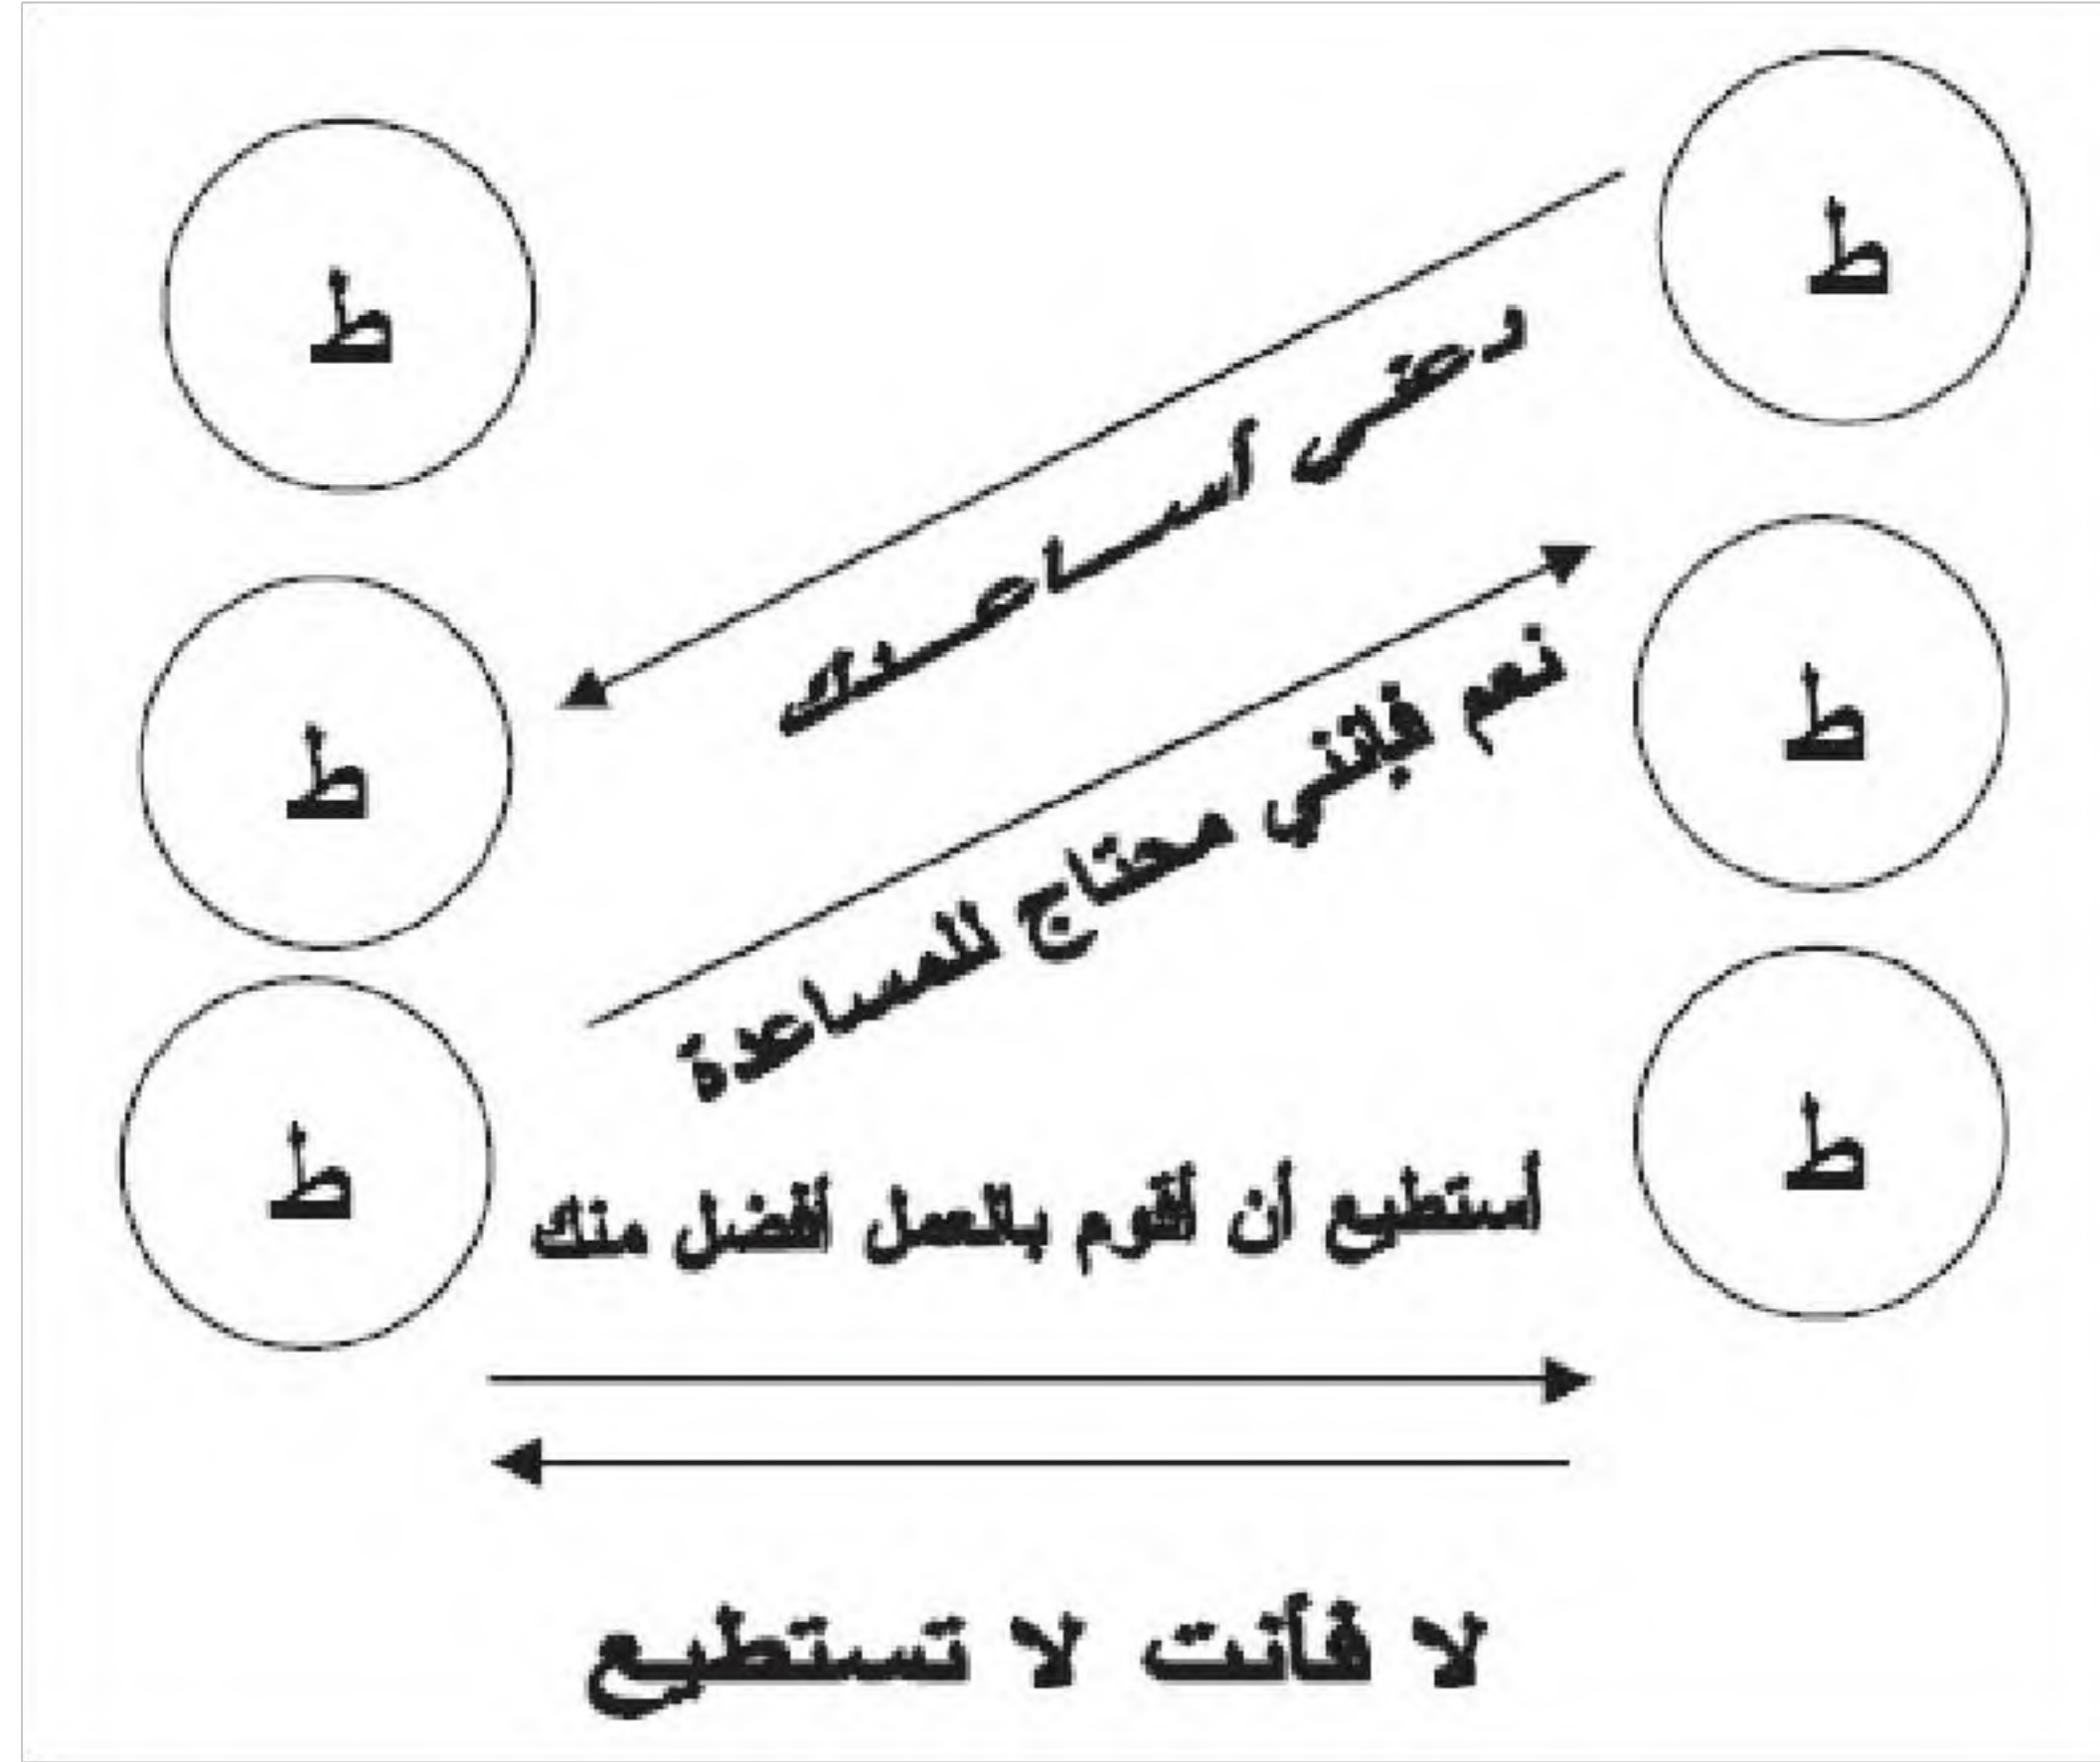 ط
ط
دعني أساعدك
ط
ط
نعم فإنني محتاج للمساعدة
ط
ط
أستطيع أن أقوم بالعمل أفضل منك
لا فأنت لا تستطيع